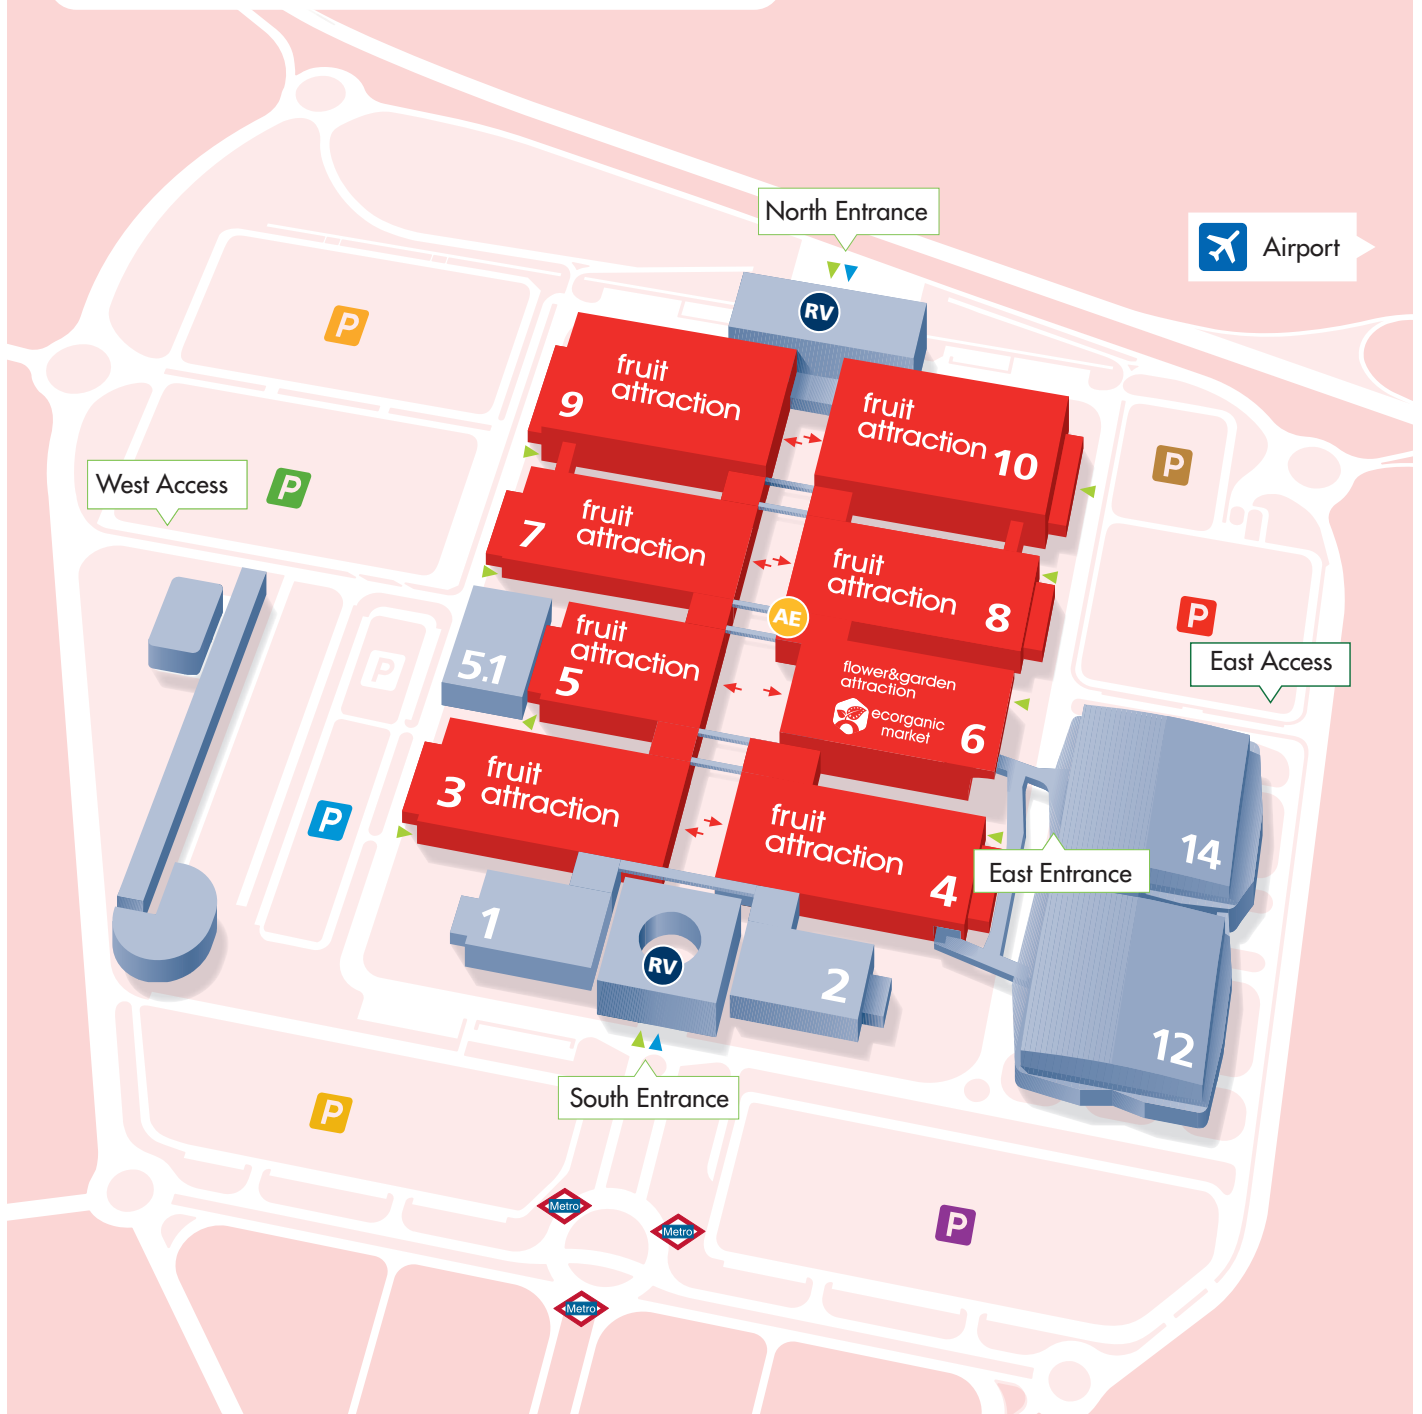 North Entrance
Airport
RV
P
fruit
attraction
9
fruit
attraction
10
P
West Access
P
fruit
attraction
7
fruit
attraction
8
AE
P
East Access
5.1
fruit
attraction
5
P
flower&garden
attraction
ecorganic
market
6
3
fruit
attraction
P
fruit
attraction
4
14
East Entrance
1
RV
2
12
South Entrance
P
Metro
Metro
P
Metro